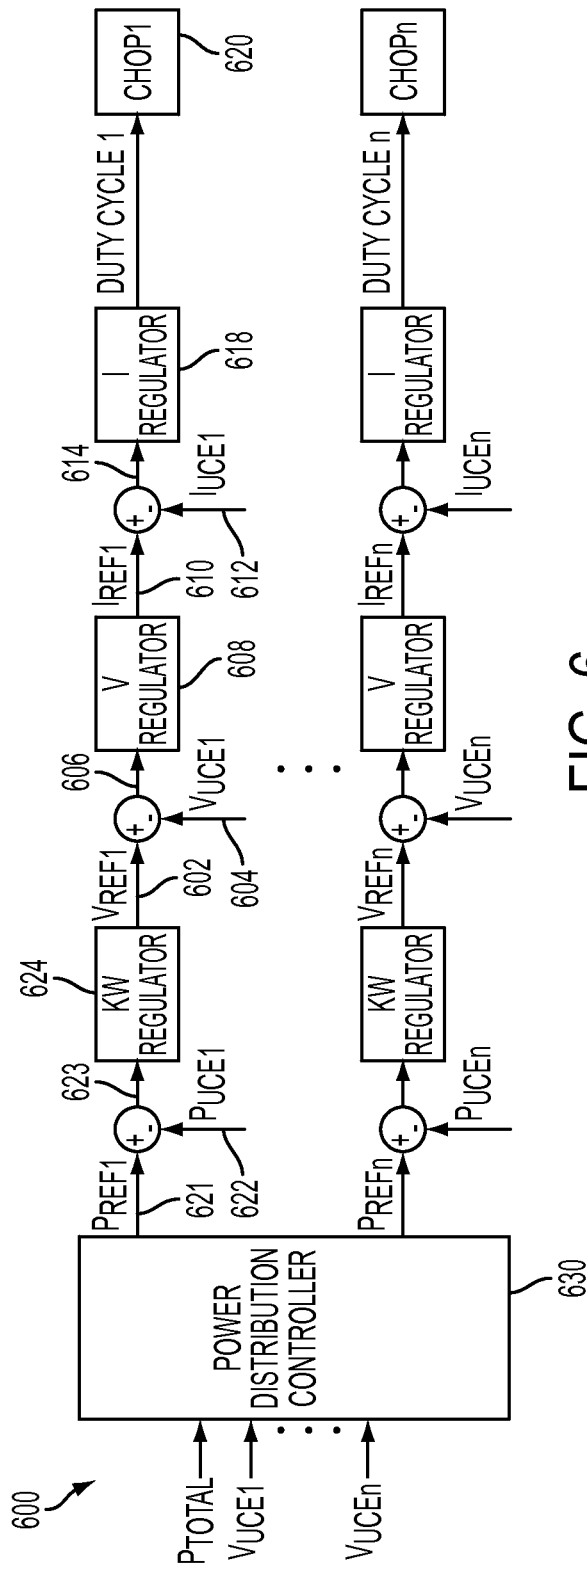 600
PTOTAL
VUCE1
VUCEn
POWER
DISTRIBUTION
CONTROLLER
630
PREF1
621
+
-
PUCE1
622
623
KW
REGULATOR
624
VREF1
602
+
-
VUCE1
604
606
V
REGULATOR
608
IREF1
610
+
-
IUCE1
612
614
I
REGULATOR
618
DUTY CYCLE 1
CHOP1
620
PREFn
+
-
PUCEn
KW
REGULATOR
VREFn
+
-
VUCEn
V
REGULATOR
IREFn
+
-
IUCEn
I
REGULATOR
DUTY CYCLE n
CHOPn